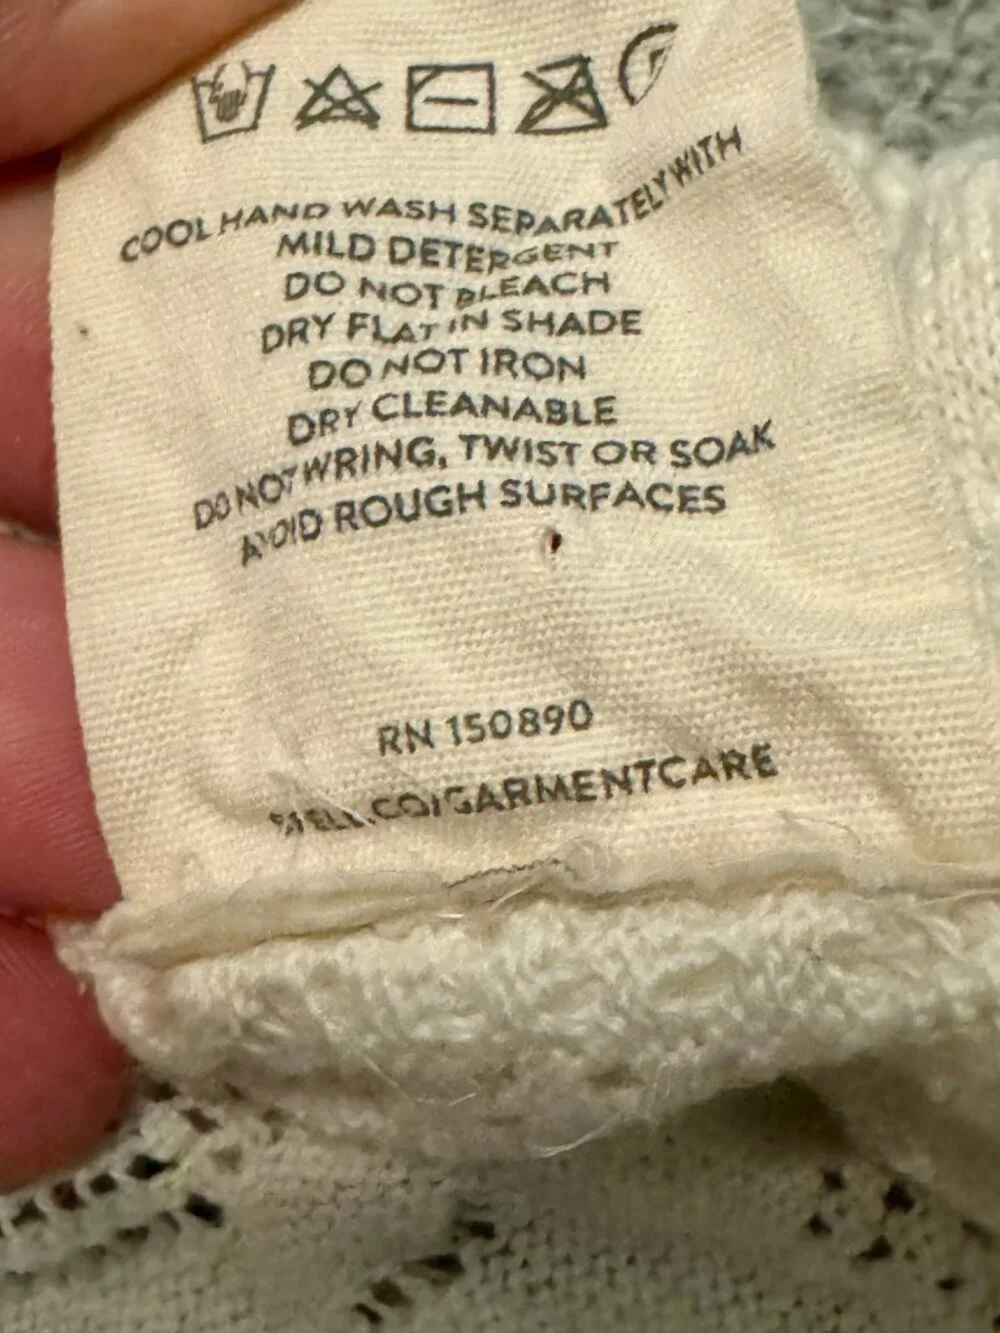 COOL HAND WASH SEPARATELY WITH
MILD DETERGENT
DO NOT BLEACH
DRY FLAT IN SHADE
DO NOT IRON
DRY CLEANABLE
DO NOT WRING, TWIST OR SOAK
AVOID ROUGH SURFACES
RN 150890
GARMENTCARE